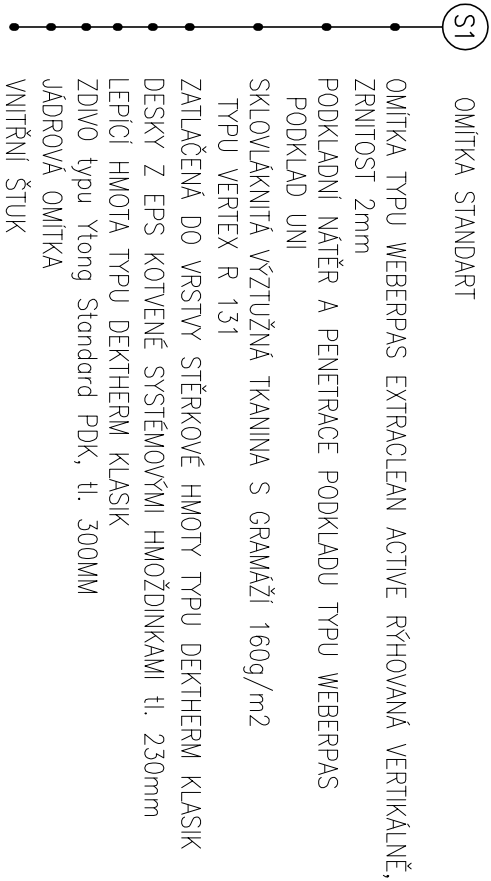 S1
OMÍTKA STANDART
OMÍTKA TYPU WEBERPAS EXTRACLEAN ACTIVE RÝHOVANÁ VERTIKÁLNĚ,
ZRNITOST 2mm
PODKLADNÍ NÁTĚR A PENETRACE PODKLADU TYPU WEBERPAS
PODKLAD UNI
SKLOVLÁKNITÁ VÝZTUŽNÁ TKANINA S GRAMÁŽÍ 160g/m2
TYPU VERTEX R 131
ZATLAČENÁ DO VRSTVY STĚRKOVÉ HMOTY TYPU DEKTHERM KLASIK
DESKY Z EPS KOTVENÉ SYSTÉMOVÝMI HMOŽDINKAMI tl. 230mm
LEPÍCÍ HMOTA TYPU DEKTHERM KLASIK
ZDIVO typu Ytong Standard PDK, tl. 300MM
JÁDROVÁ OMÍTKA
VNITŘNÍ ŠTUK